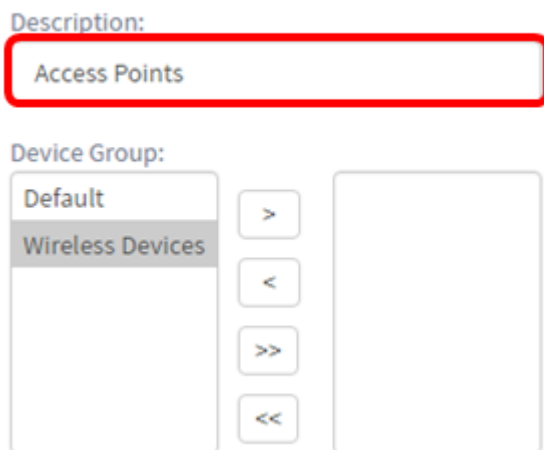 Description:
Access Points
Device Group:
Default
Wireless Devices
>
<
>>
<<